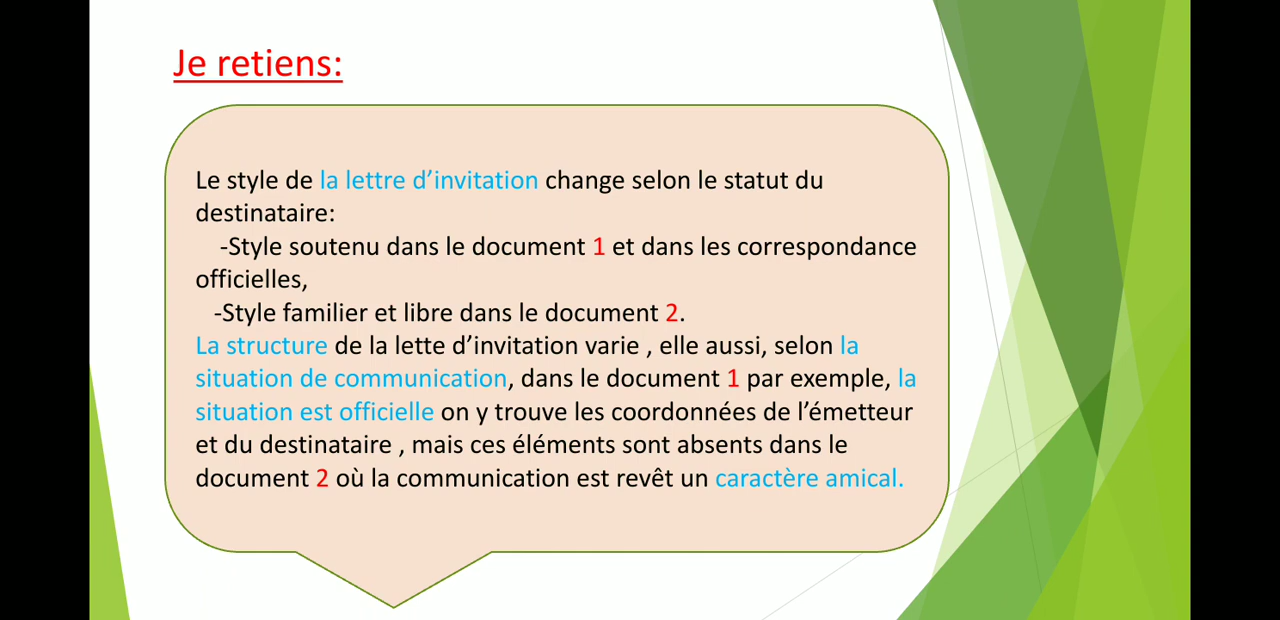 Je retiens:
Le style de la lettre d’invitation change selon le statut du
destinataire:
-Style soutenu dans le document 1 et dans les correspondance
officielles,
-Style familier et libre dans le document 2.
La structure de la lette d’invitation varie , elle aussi, selon la
situation de communication, dans le document 1 par exemple, la
situation est officielle on y trouve les coordonnées de l’émetteur
et du destinataire , mais ces éléments sont absents dans le
document 2 où la communication est revêt un caractère amical.